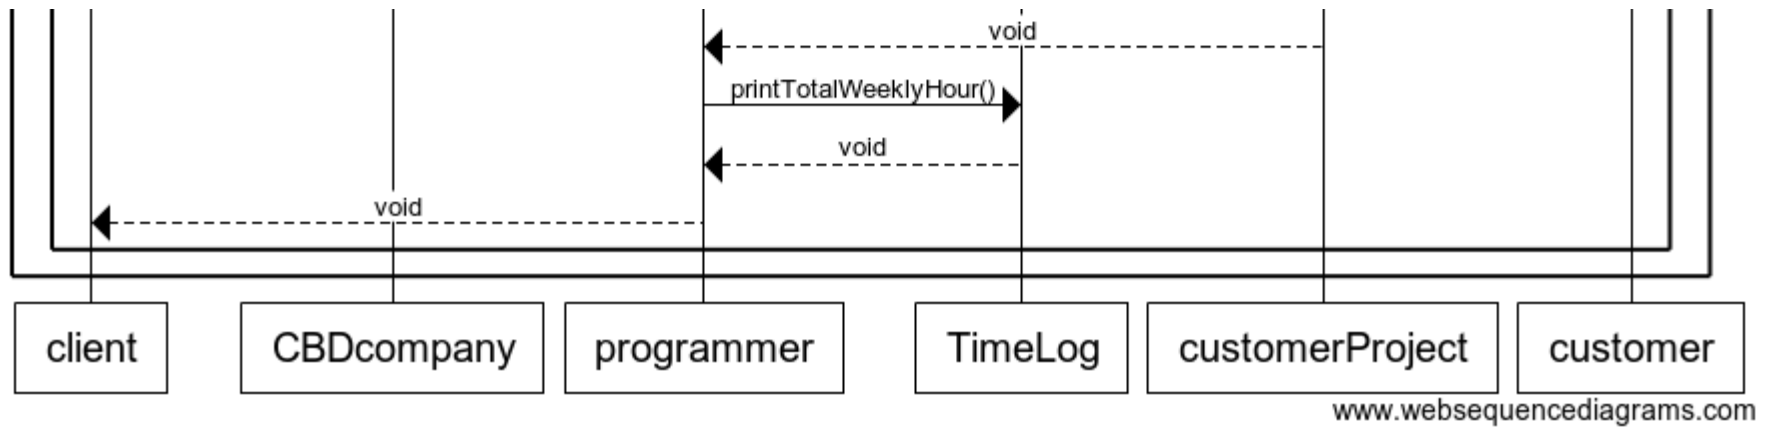 void
printTotalWeeklyHour()
void
void
client
CBDcompany
programmer
TimeLog
customerProject
customer
www.websequencediagrams.com